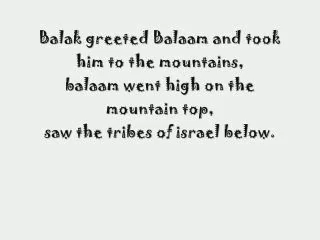 Balak greeted Balaam and took
him to the mountains,
balaam went high on the
mountain top,
saw the tribes of israel below.